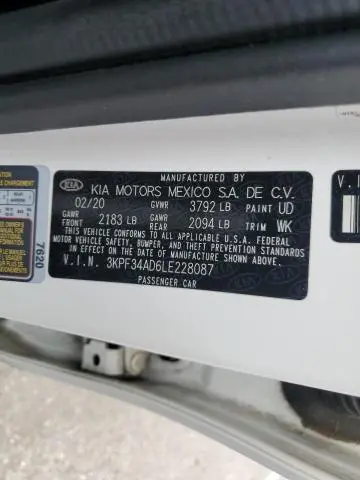 MANUFACTURED BY
KIA KIA MOTORS MEXICO S.A. DE C.V.
02/20 GVWR 3792 LB PAINT UD
GAWR FRONT 2183 LB GAWR REAR 2094 LB TRIM WK
THIS VEHICLE CONFORMS TO ALL APPLICABLE U.S.A. FEDERAL
MOTOR VEHICLE SAFETY, BUMPER, AND THEFT PREVENTION STANDARDS
IN EFFECT ON THE DATE OF MANUFACTURE SHOWN ABOVE.
V.I.N. 3KPF34AD6LE228087
PASSENGER CAR
7620
V.I